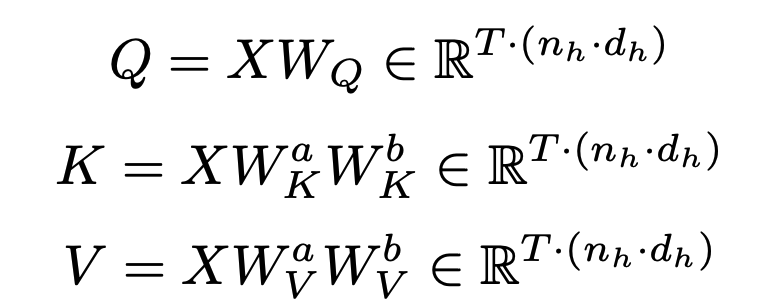 Q = XW_Q ∈ ℝ^{T·(n_h·d_h)}
K = XW_K^a W_K^b ∈ ℝ^{T·(n_h·d_h)}
V = XW_V^a W_V^b ∈ ℝ^{T·(n_h·d_h)}